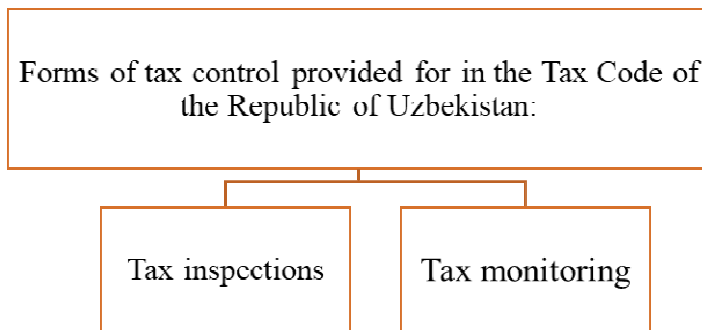 Forms of tax control provided for in the Tax Code of
the Republic of Uzbekistan:
Tax inspections
Tax monitoring